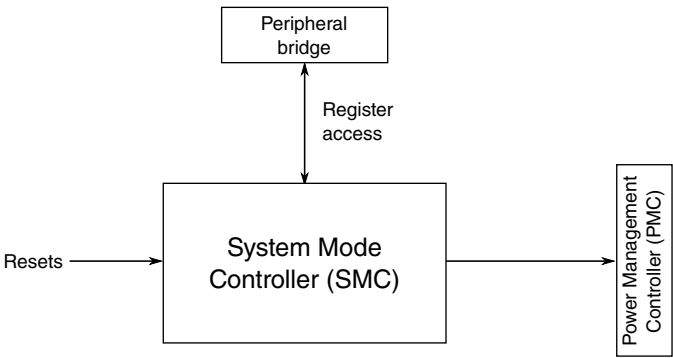 Peripheral
bridge
Register
access
System Mode
Controller (SMC)
Resets
Power Management
Controller (PMC)